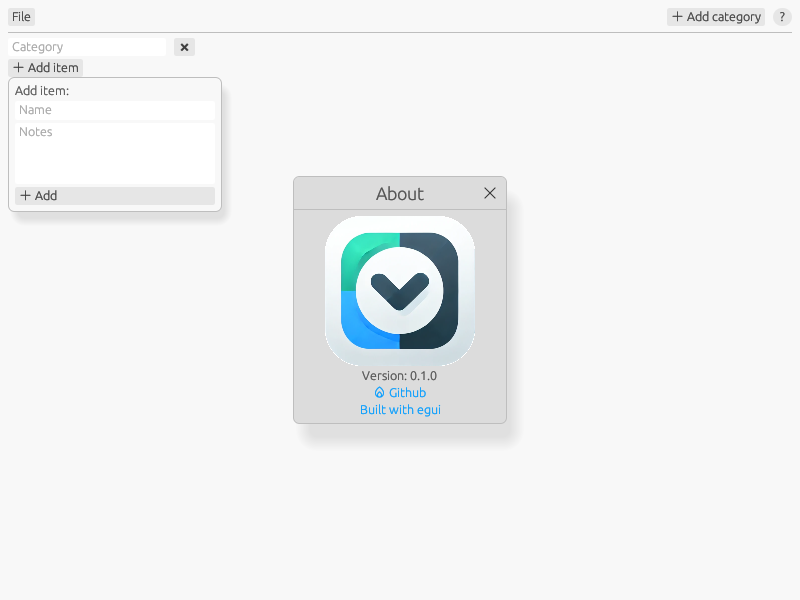 File
+ Add category
?
Category
+ Add item
Add item:
Name
Notes
+ Add
About
Version: 0.1.0
Github
Built with egui